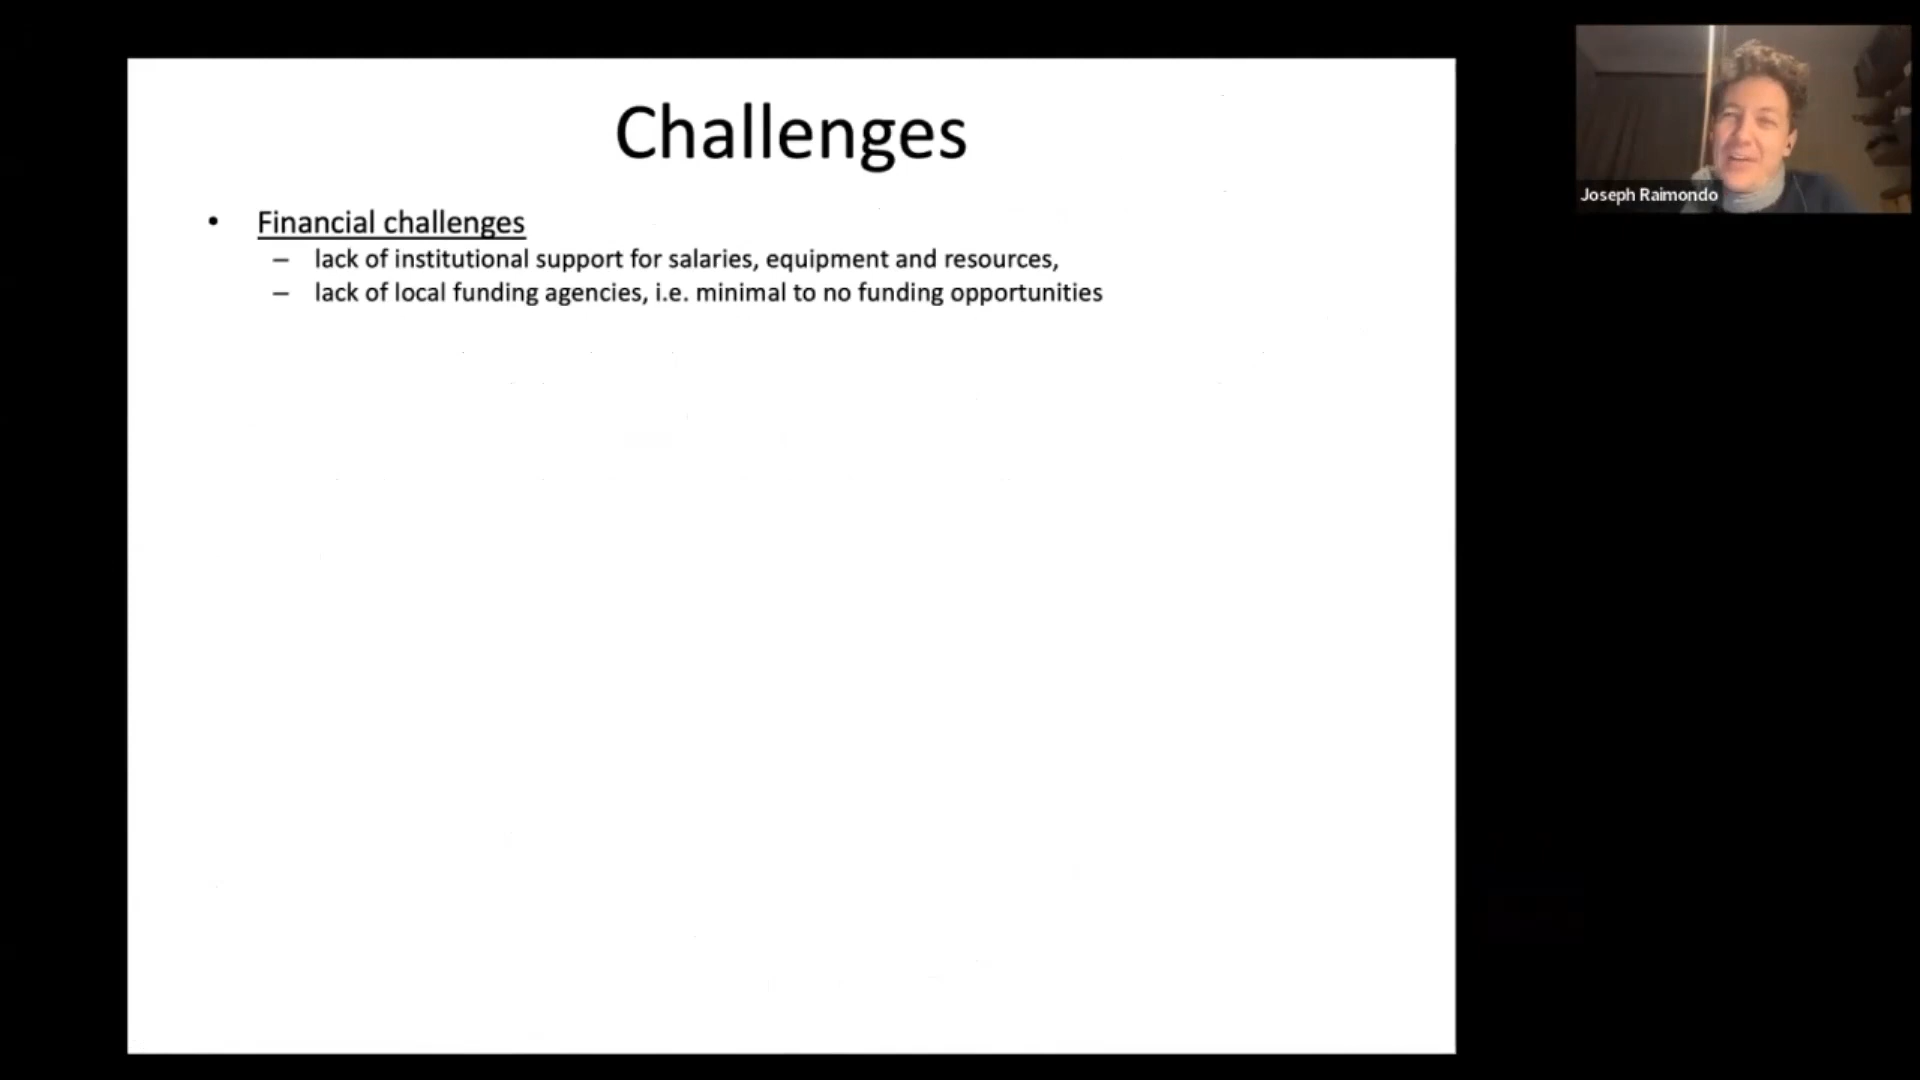 Challenges
• Financial challenges
– lack of institutional support for salaries, equipment and resources,
– lack of local funding agencies, i.e. minimal to no funding opportunities
Joseph Raimondo